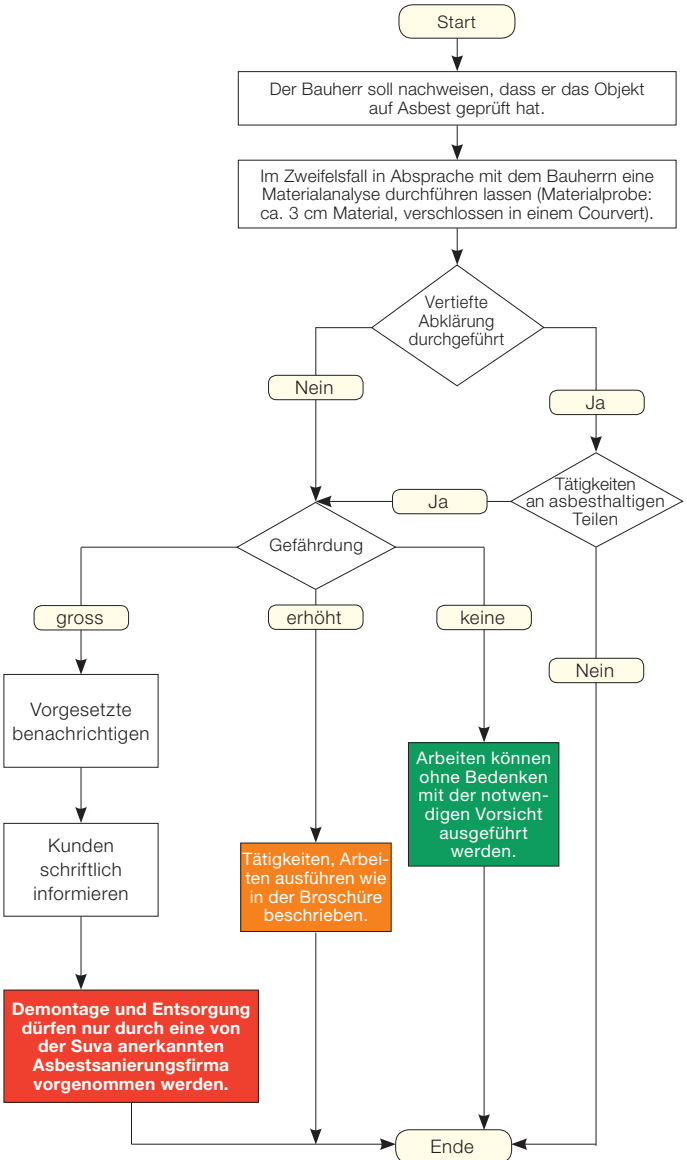 Start
Der Bauherr soll nachweisen, dass er das Objekt
auf Asbest geprüft hat.
Im Zweifelsfall in Absprache mit dem Bauherrn eine
Materialanalyse durchführen lassen (Materialprobe:
ca. 3 cm Material, verschlossen in einem Courvert).
Vertiefte
Abklärung
durchgeführt
Nein
Ja
Tätigkeiten
an asbesthaltigen
Teilen
Ja
Gefährdung
gross
erhöht
keine
Nein
Vorgesetzte
benachrichtigen
Arbeiten können
ohne Bedenken
mit der notwen-
digen Vorsicht
ausgeführt
werden.
Kunden
schriftlich
informieren
Tätigkeiten, Arbei-
ten ausführen wie
in der Broschüre
beschrieben.
Demontage und Entsorgung
dürfen nur durch eine von
der Suva anerkannten
Asbestsanierungsfirma
vorgenommen werden.
Ende